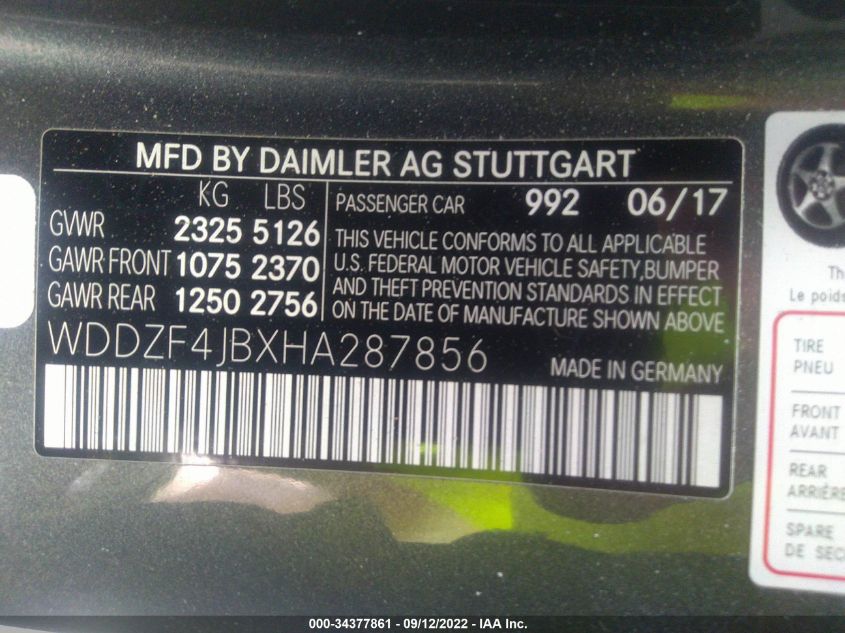 MFD BY DAIMLER AG STUTTGART
KG LBS
GVWR 2325 5126
GAWR FRONT 1075 2370
GAWR REAR 1250 2756
PASSENGER CAR 992 06/17
THIS VEHICLE CONFORMS TO ALL APPLICABLE
U.S. FEDERAL MOTOR VEHICLE SAFETY,BUMPER
AND THEFT PREVENTION STANDARDS IN EFFECT
ON THE DATE OF MANUFACTURE SHOWN ABOVE
WDDZF4JBXHA287856
MADE IN GERMANY
Th
Le poids
TIRE
PNEU
FRONT
AVANT
REAR
ARRIÈRE
SPARE
DE SEC
000-34377861 - 09/12/2022 - IAA Inc.